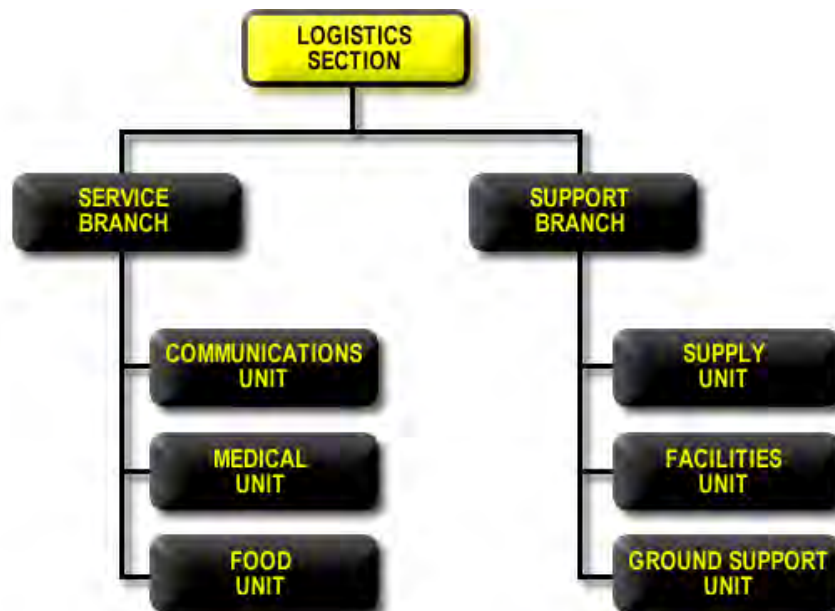 LOGISTICS
SECTION
SERVICE
BRANCH
SUPPORT
BRANCH
COMMUNICATIONS
UNIT
MEDICAL
UNIT
FOOD
UNIT
SUPPLY
UNIT
FACILITIES
UNIT
GROUND SUPPORT
UNIT